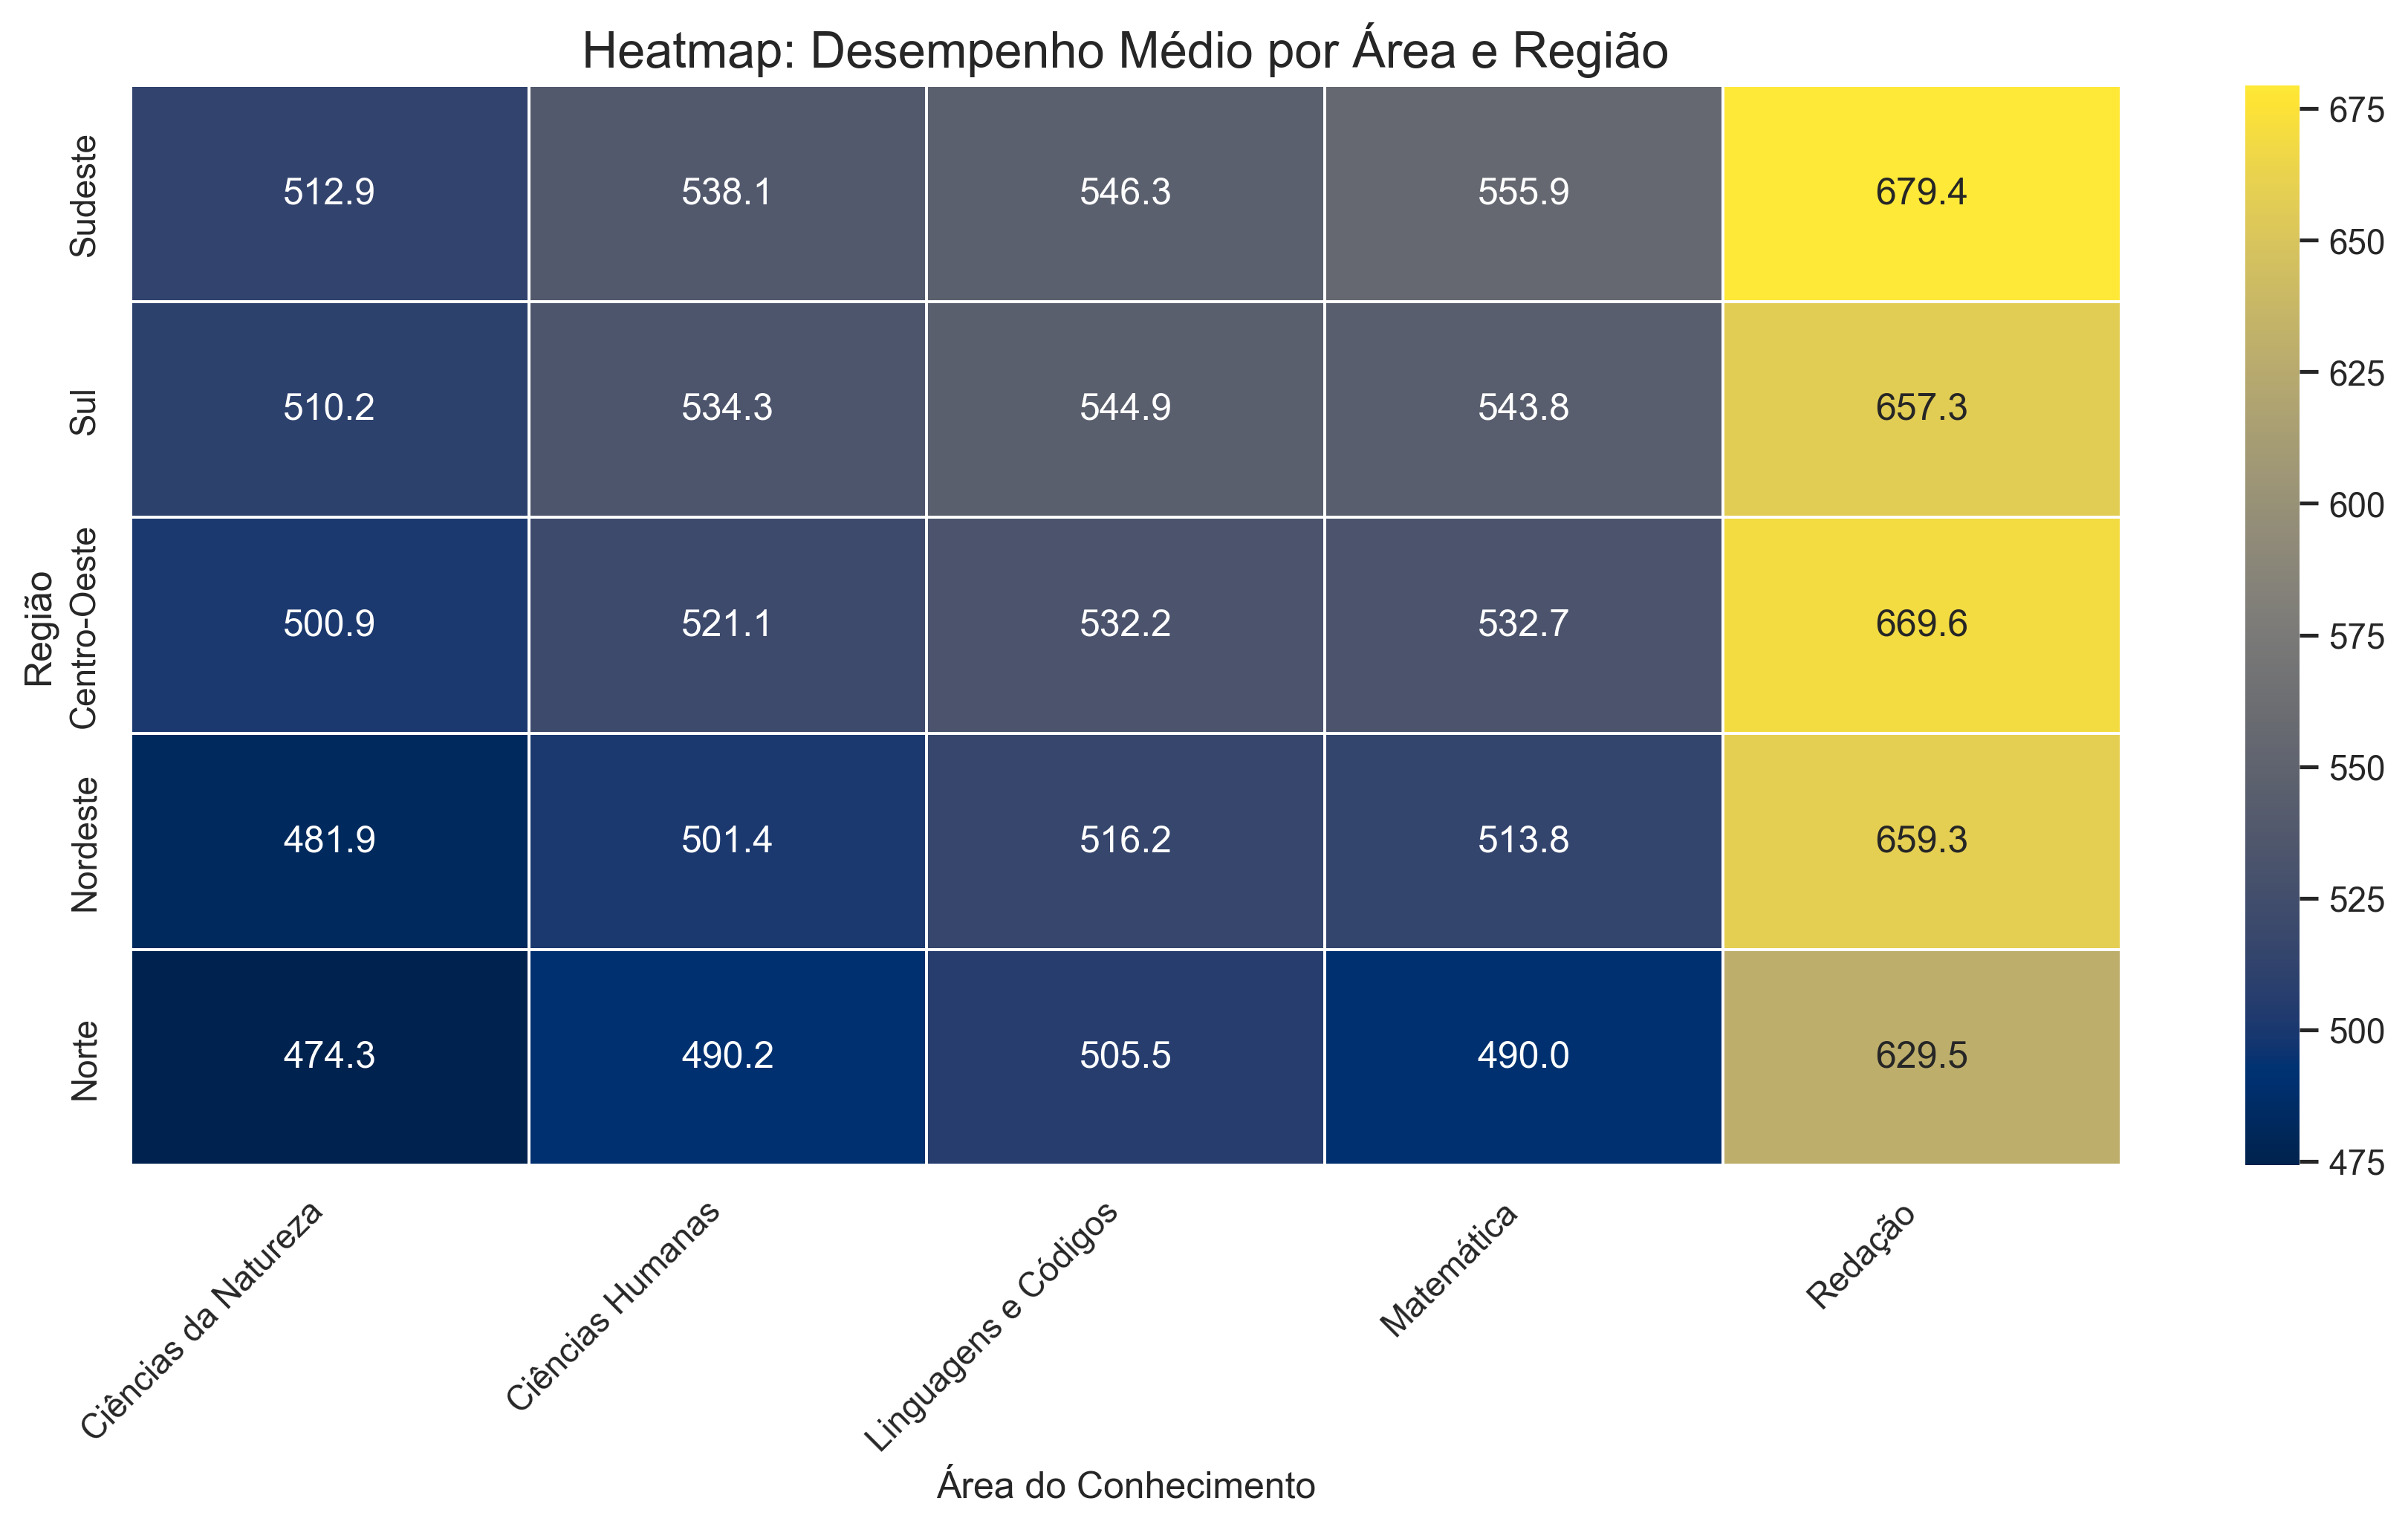 Heatmap: Desempenho Médio por Área e Região
Região
Sudeste
512.9 538.1 546.3 555.9 679.4
Sul
510.2 534.3 544.9 543.8 657.3
Centro-Oeste
500.9 521.1 532.2 532.7 669.6
Nordeste
481.9 501.4 516.2 513.8 659.3
Norte
474.3 490.2 505.5 490.0 629.5
Ciências da Natureza
Ciências Humanas
Linguagens e Códigos
Matemática
Redação
Área do Conhecimento
675
650
625
600
575
550
525
500
475